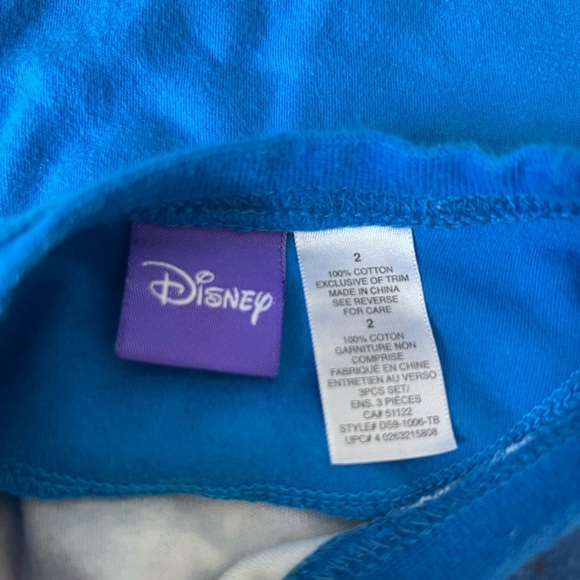 Disney
2
100% COTTON
EXCLUSIVE OF TRIM
MADE IN CHINA
SEE REVERSE
FOR CARE
2
100% COTON
GARNITURE NON
COMPRISE
FABRIQUÉ EN CHINE
ENTRETIEN AU VERSO
3PCS SET/
ENS. 3 PIÈCES
CA# 51122
STYLE# DS9-1006-TB
UPC# 4 0263215808